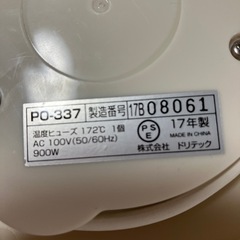 PO-337 製造番号 17B08061
温度ヒューズ 172℃ 1個
AC 100V(50/60Hz)
900W
PSE
17年製
MADE IN CHINA
株式会社 ドリテック